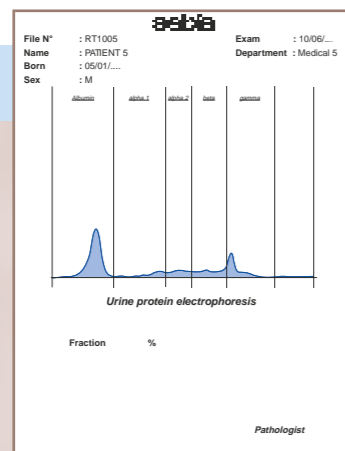 asbia
File N° : RT1005 Exam : 10/06/....
Name : PATIENT 5 Department : Medical 5
Born : 05/01/....
Sex : M
Albumin alpha 1 alpha 2 beta gamma
Urine protein electrophoresis
Fraction %
Pathologist